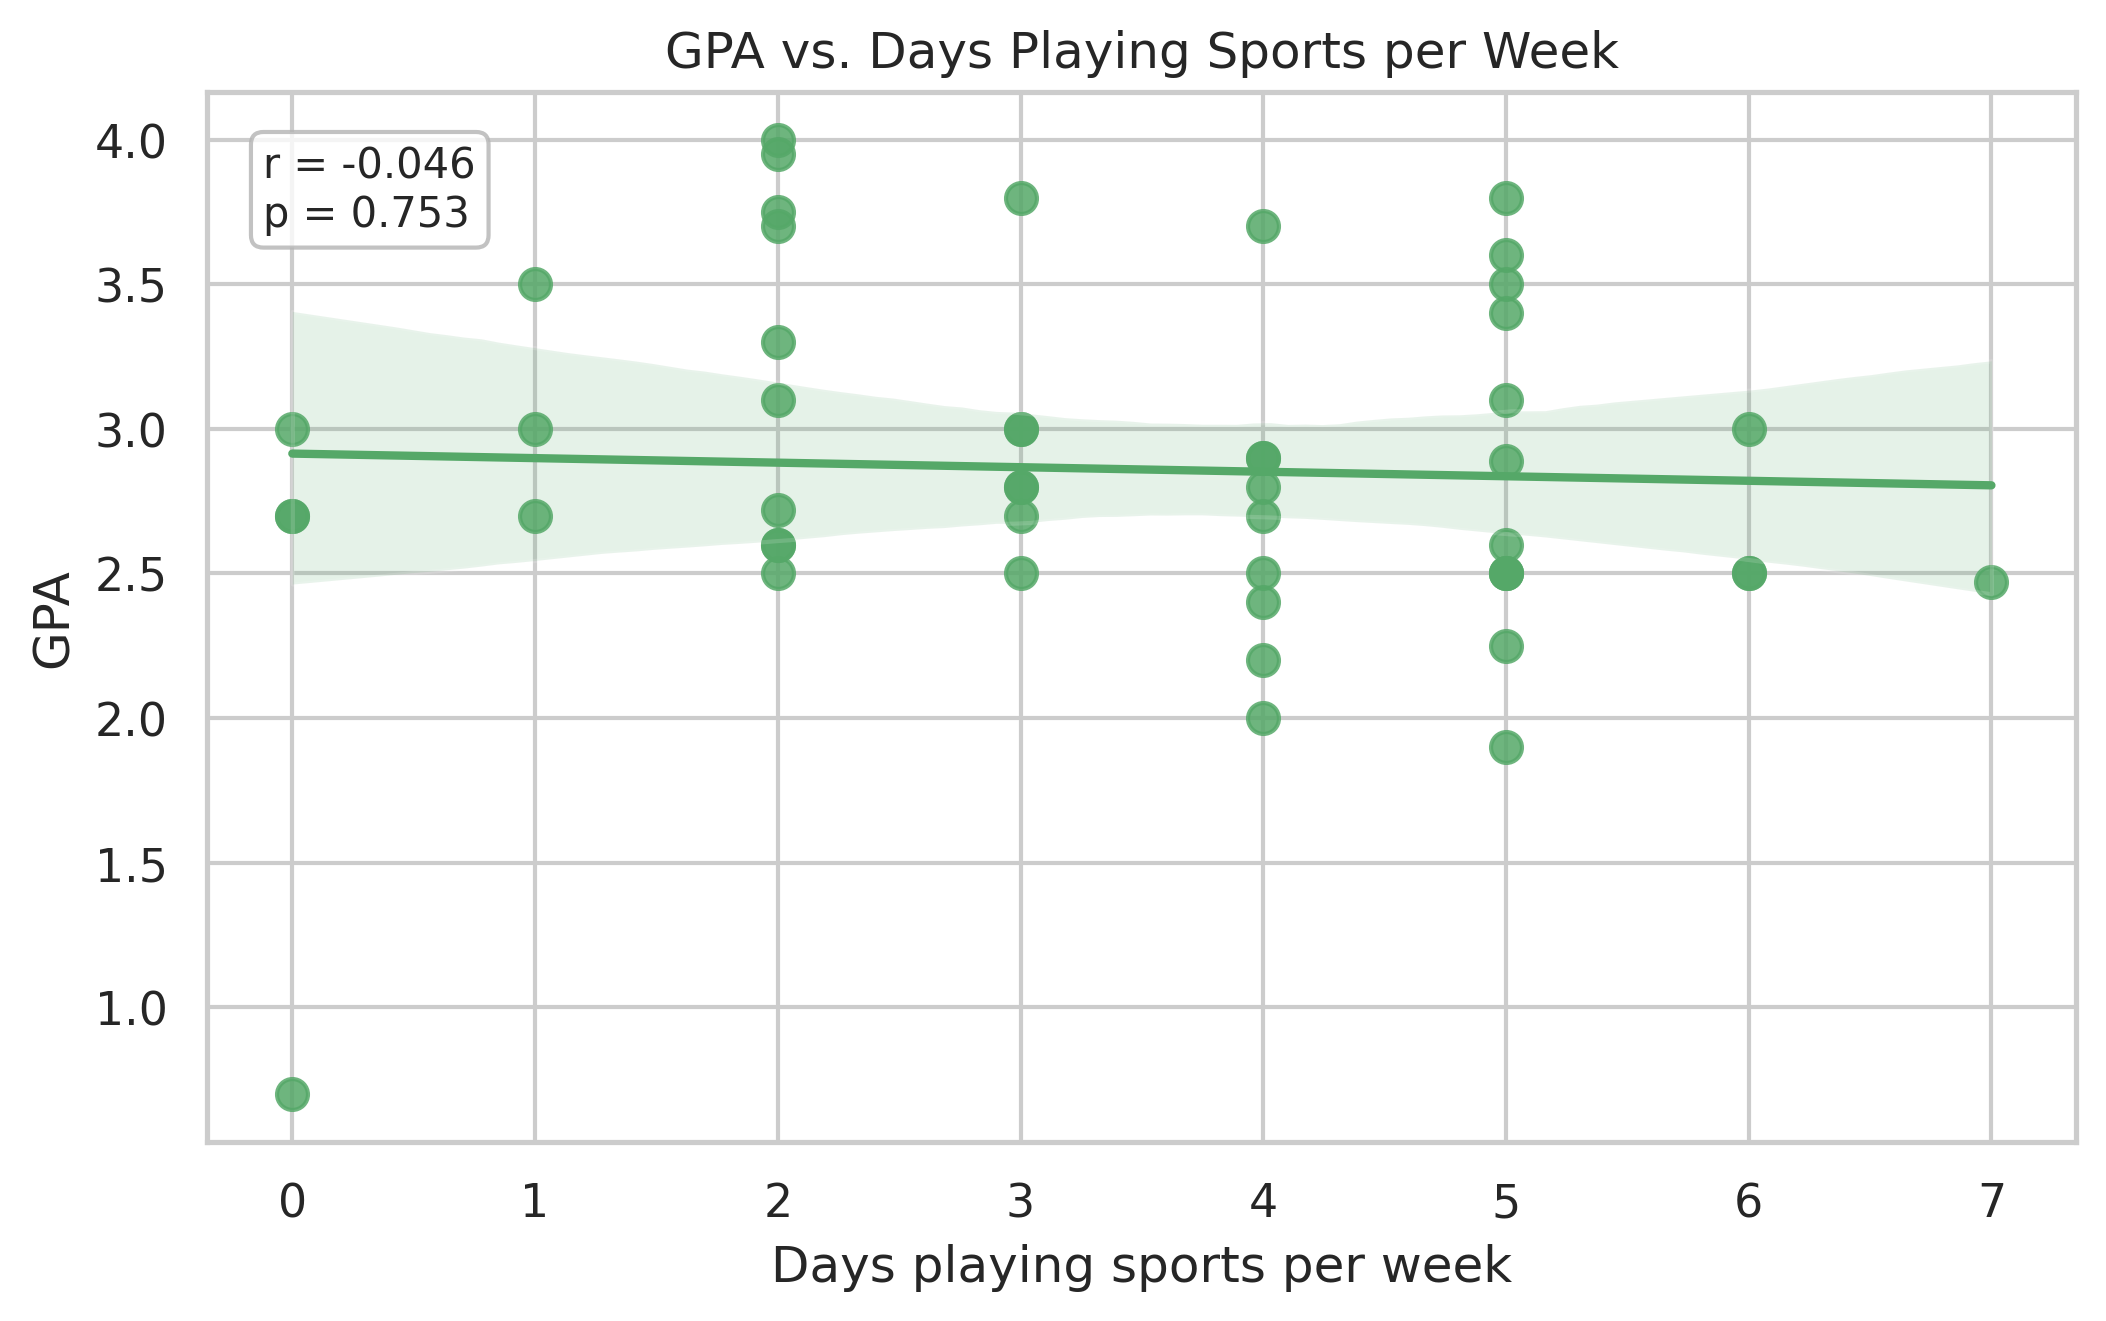 GPA vs. Days Playing Sports per Week
r = -0.046
p = 0.753
4.0
3.5
3.0
2.5
2.0
1.5
1.0
GPA
0 1 2 3 4 5 6 7
Days playing sports per week